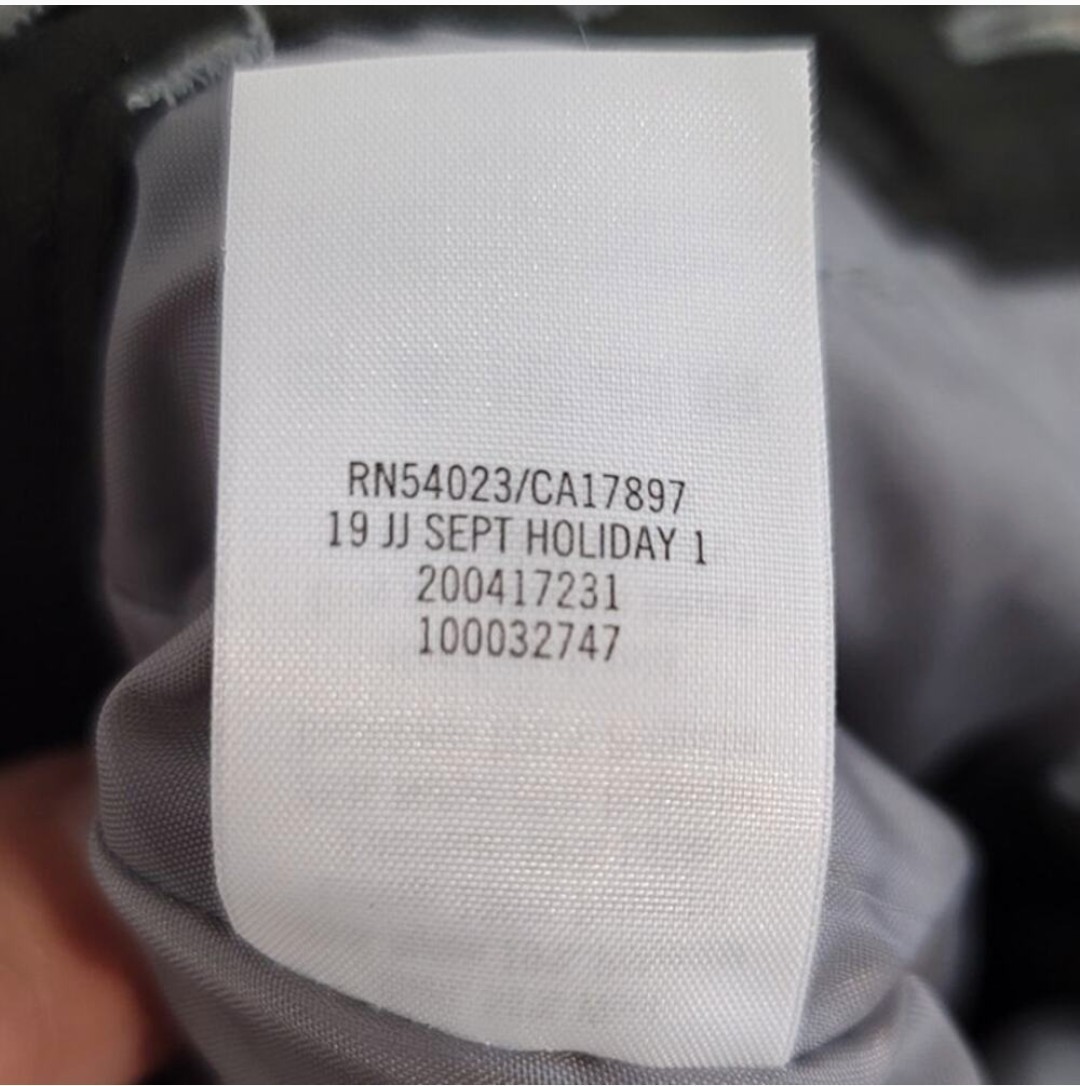 RN54023/CA17897
19 JJ SEPT HOLIDAY 1
200417231
100032747